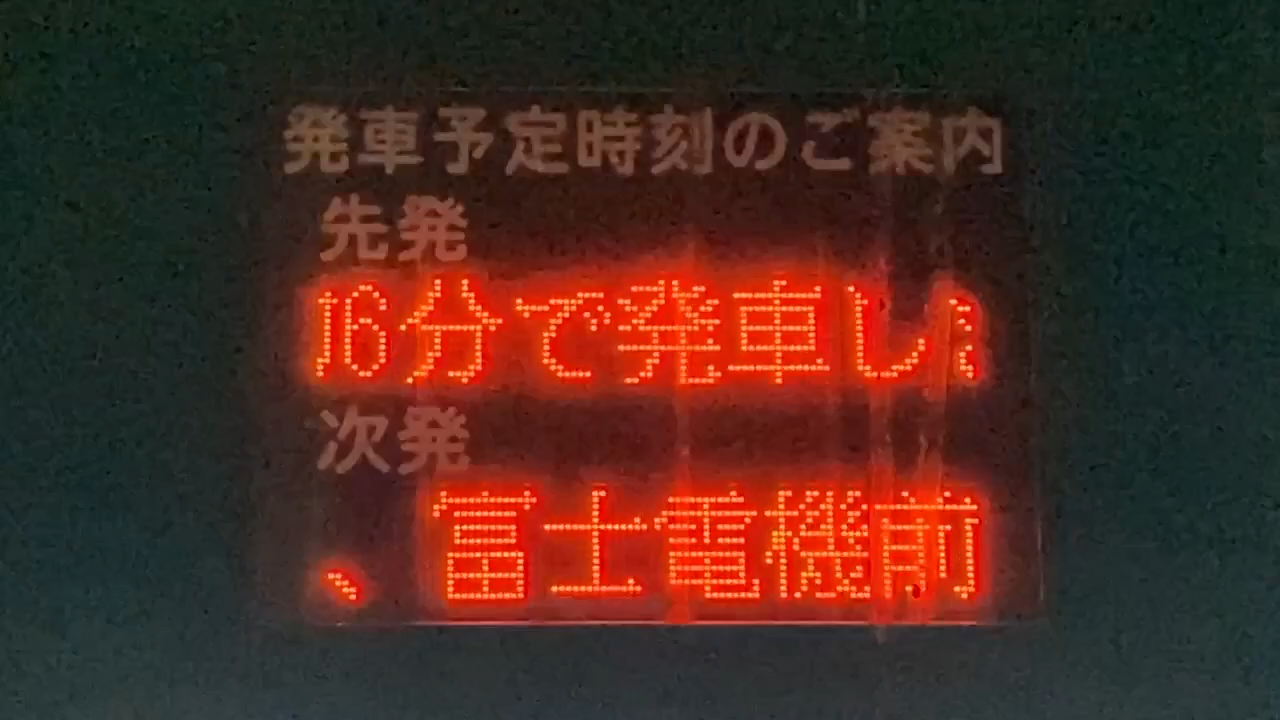 発車予定時刻のご案内
先発
16分で発車し
次発
、富士電機前